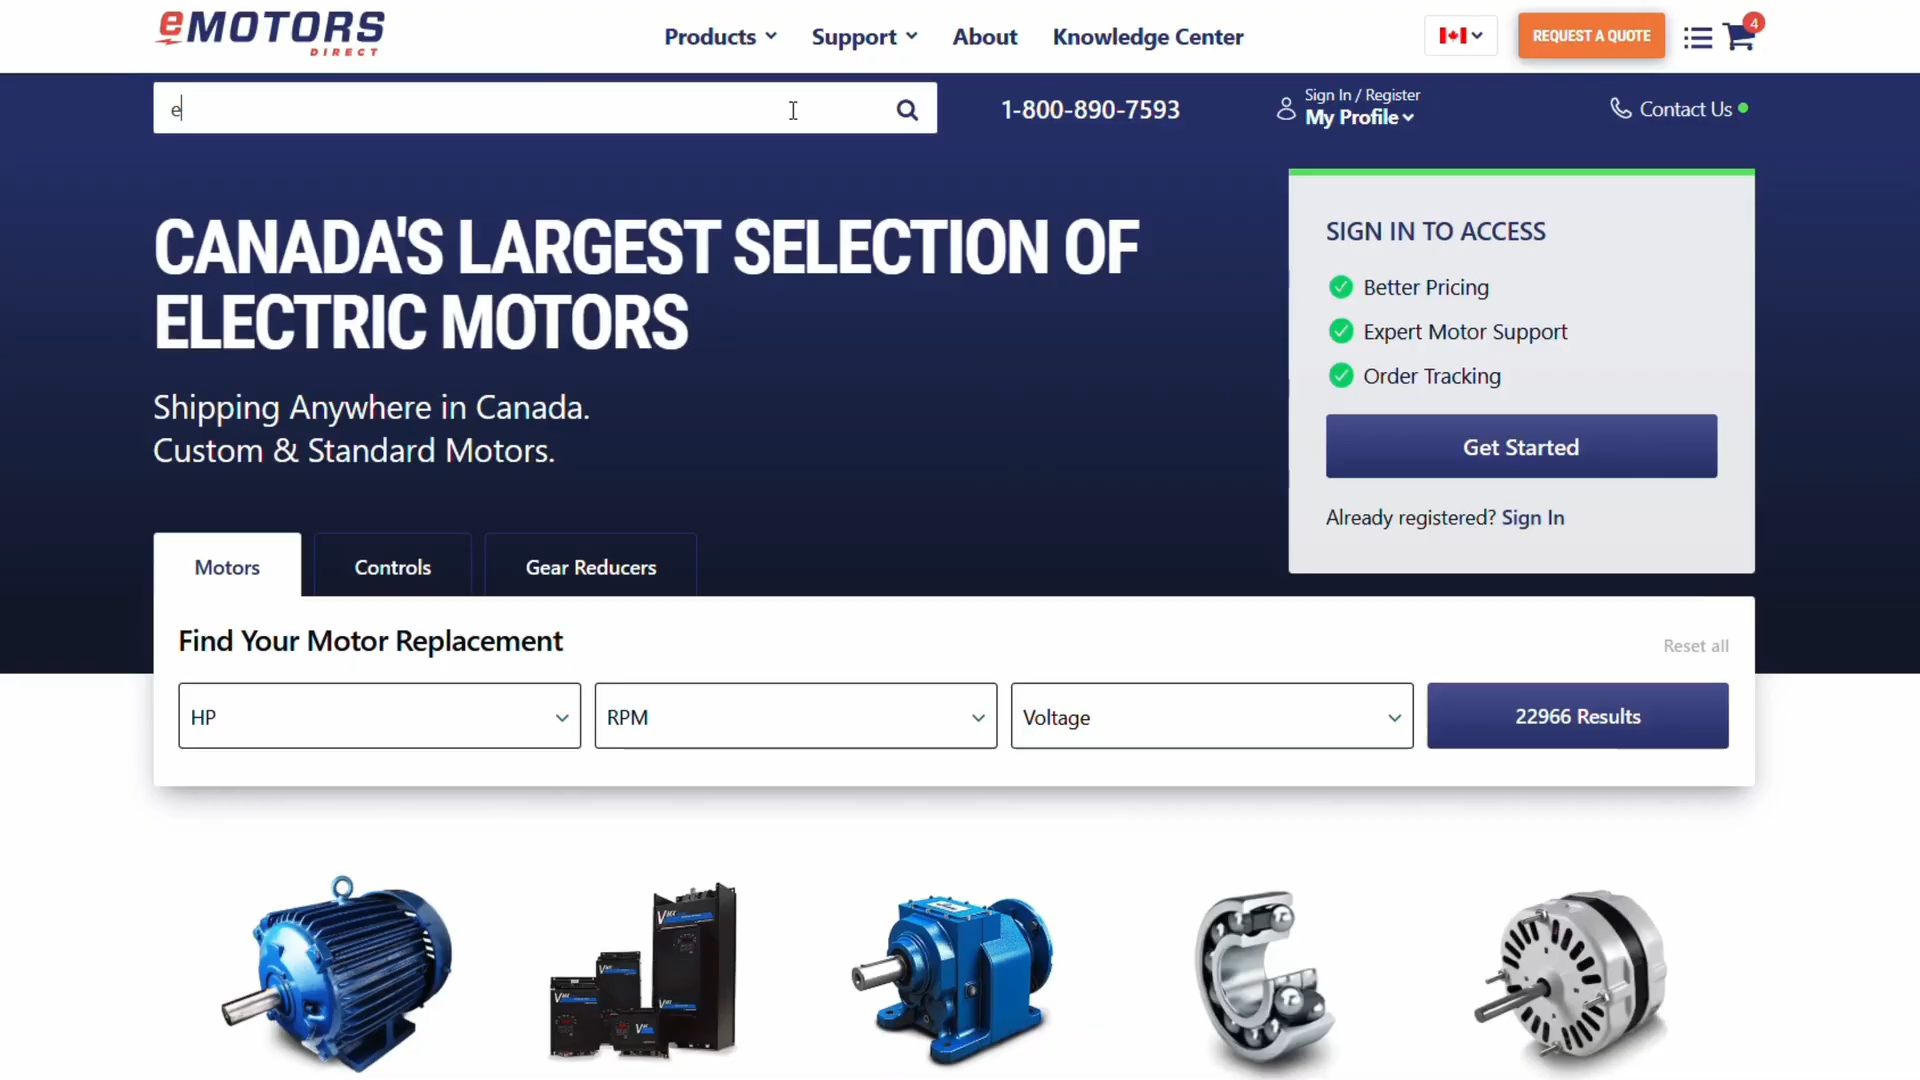 eMOTORS
DIRECT
Products
Support
About
Knowledge Center
REQUEST A QUOTE
4
e
1-800-890-7593
Sign In / Register
My Profile
Contact Us
CANADA'S LARGEST SELECTION OF
ELECTRIC MOTORS
Shipping Anywhere in Canada.
Custom & Standard Motors.
SIGN IN TO ACCESS
Better Pricing
Expert Motor Support
Order Tracking
Get Started
Already registered? Sign In
Motors
Controls
Gear Reducers
Find Your Motor Replacement
Reset all
HP
RPM
Voltage
22966 Results